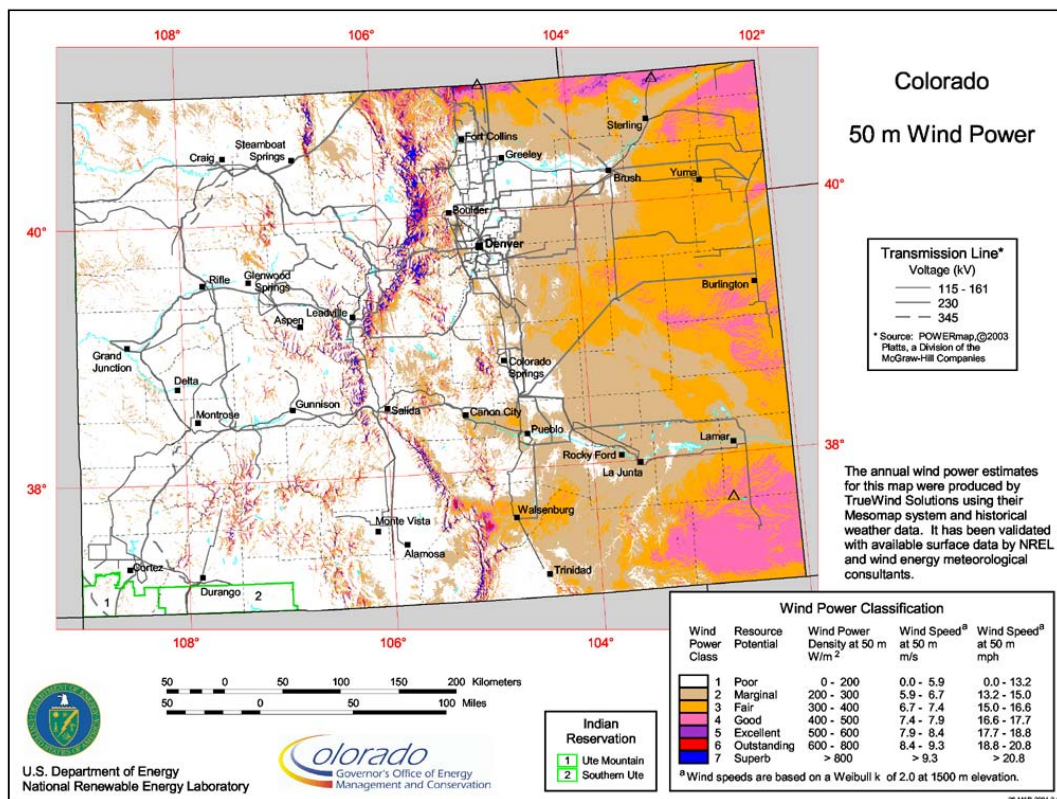 Colorado
50 m Wind Power
108°
106°
104°
102°
40°
38°
40°
38°
108°
106°
104°
Fort Collins
Sterling
Steamboat
Springs
Craig
Greeley
Brush
Yuma
Boulder
Denver
Rifle
Glenwood
Springs
Burlington
Leadville
Aspen
Grand
Junction
Colorado
Springs
Delta
Gunnison
Salida
Canon City
Montrose
Pueblo
Lamar
Rocky Ford
La Junta
Walsenburg
Monte Vista
Alamosa
Trinidad
Cortez
Durango
1
2
Transmission Line*
Voltage (kV)
115 - 161
230
345
* Source: POWERmap,©2003
Platts, a Division of the
McGraw-Hill Companies
The annual wind power estimates
for this map were produced by
TrueWind Solutions using their
Mesomap system and historical
weather data. It has been validated
with available surface data by NREL
and wind energy meteorological
consultants.
Wind Power Classification
Wind Resource Wind Power Wind Speed a Wind Speed a
Power Potential Density at 50 m at 50 m at 50 m
Class W/m 2 m/s mph
1 Poor 0 - 200 0.0 - 5.9 0.0 - 13.2
2 Marginal 200 - 300 5.9 - 6.7 13.2 - 15.0
3 Fair 300 - 400 6.7 - 7.4 15.0 - 16.6
4 Good 400 - 500 7.4 - 7.9 16.6 - 17.7
5 Excellent 500 - 600 7.9 - 8.4 17.7 - 18.8
6 Outstanding 600 - 800 8.4 - 9.3 18.8 - 20.8
7 Superb > 800 > 9.3 > 20.8
a Wind speeds are based on a Weibull k of 2.0 at 1500 m elevation.
50 0 50 100 150 200 Kilometers
50 0 50 100 Miles
Indian
Reservation
1 Ute Mountain
2 Southern Ute
U.S. Department of Energy
National Renewable Energy Laboratory
Colorado
Governor's Office of Energy
Management and Conservation